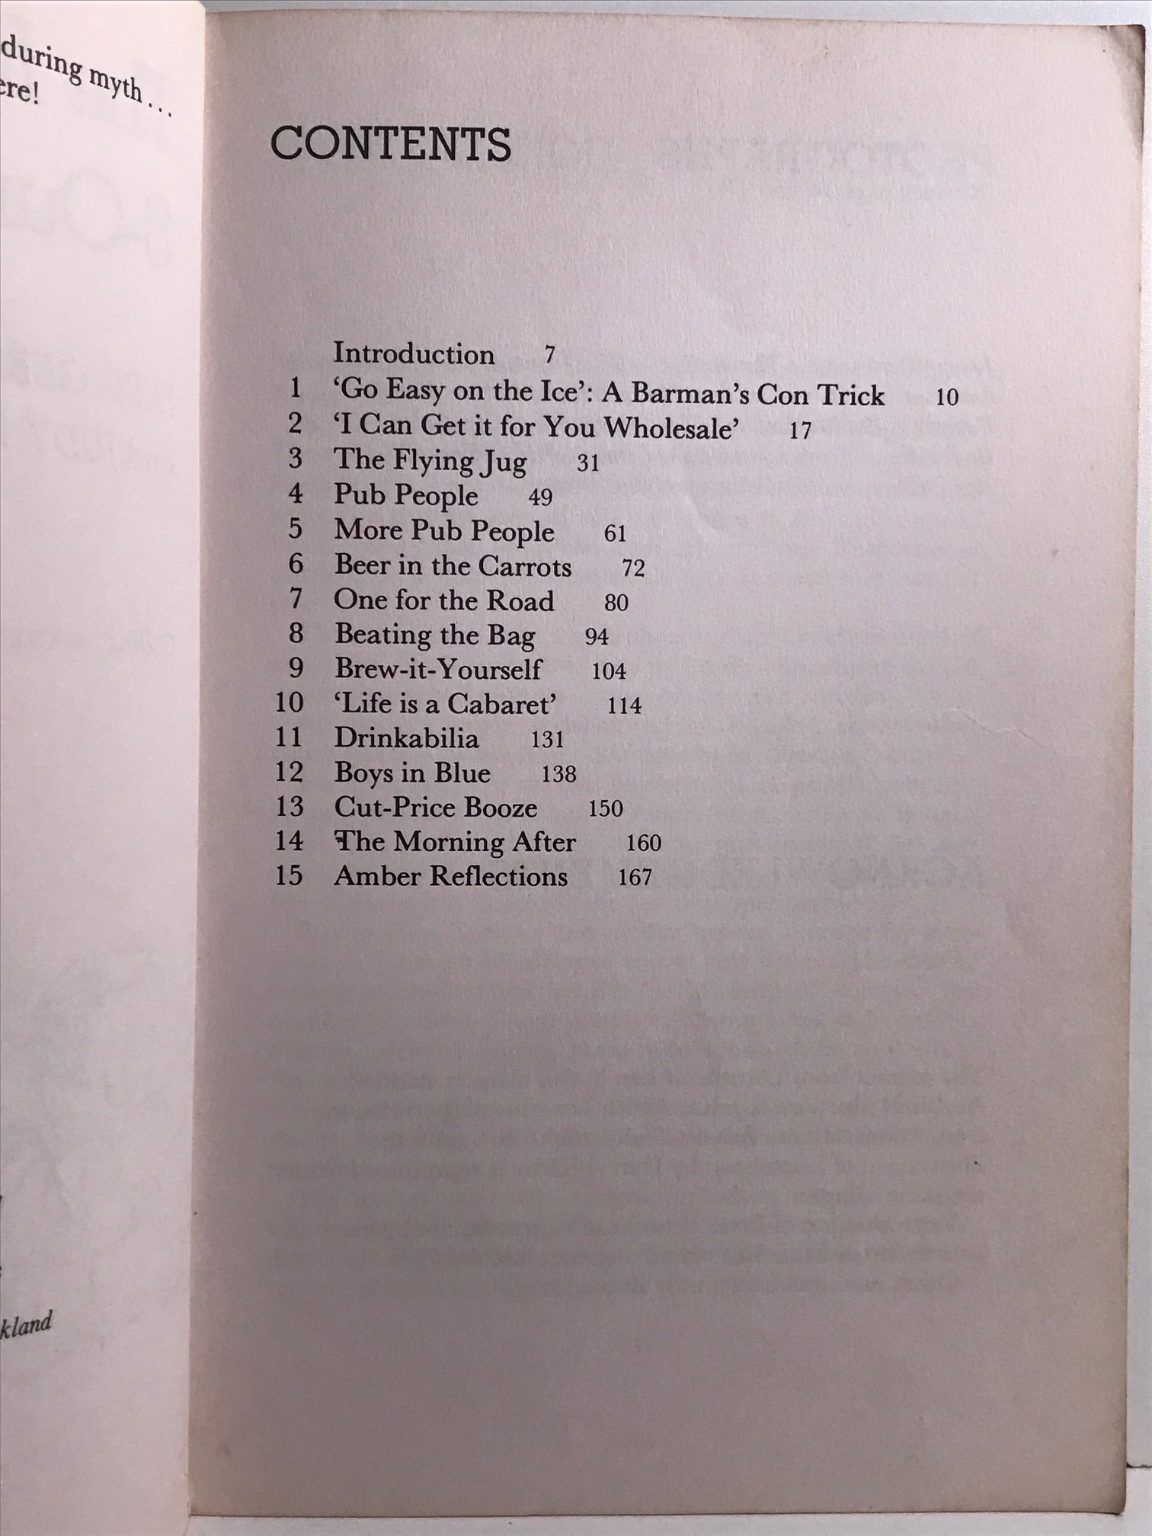 during myth...
ere!
CONTENTS
Introduction 7
1 ‘Go Easy on the Ice’: A Barman’s Con Trick 10
2 ‘I Can Get it for You Wholesale’ 17
3 The Flying Jug 31
4 Pub People 49
5 More Pub People 61
6 Beer in the Carrots 72
7 One for the Road 80
8 Beating the Bag 94
9 Brew-it-Yourself 104
10 ‘Life is a Cabaret’ 114
11 Drinkabilia 131
12 Boys in Blue 138
13 Cut-Price Booze 150
14 The Morning After 160
15 Amber Reflections 167
kland